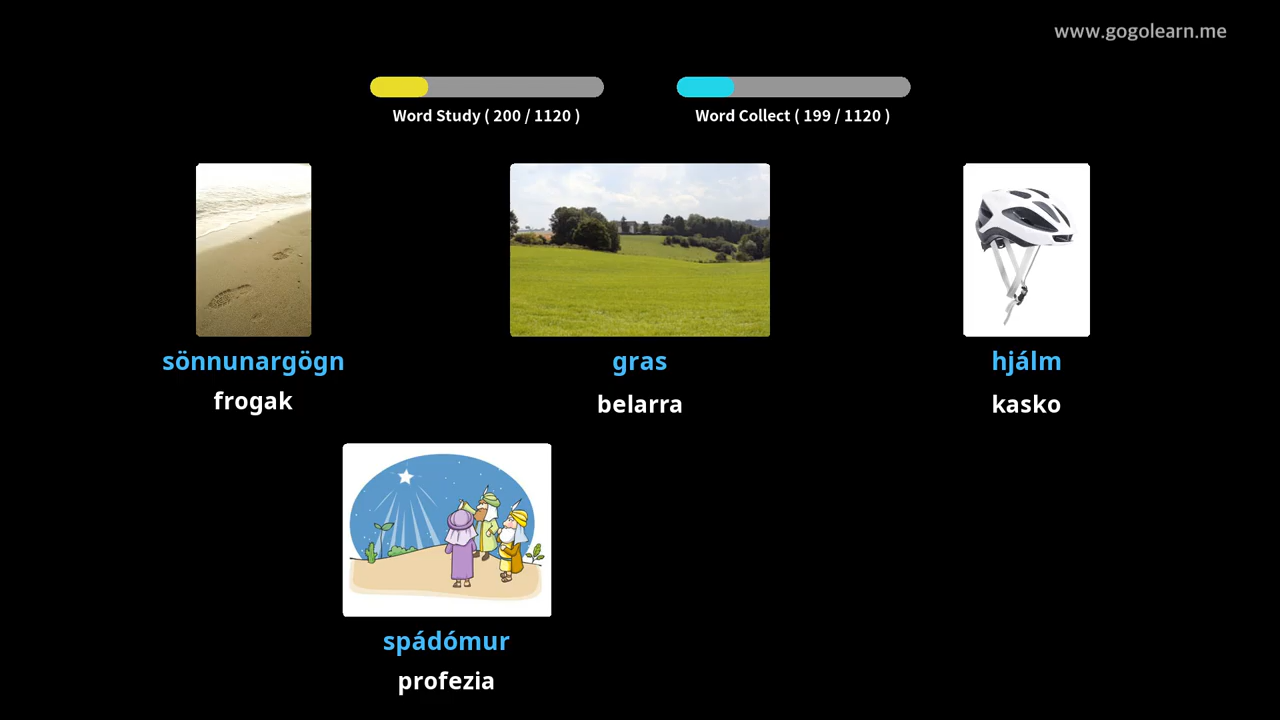 www.gogolearn.me
Word Study ( 200 / 1120 )
Word Collect ( 199 / 1120 )
sönnunargögn
frogak
gras
belarra
hjálm
kasko
spádómur
profezia